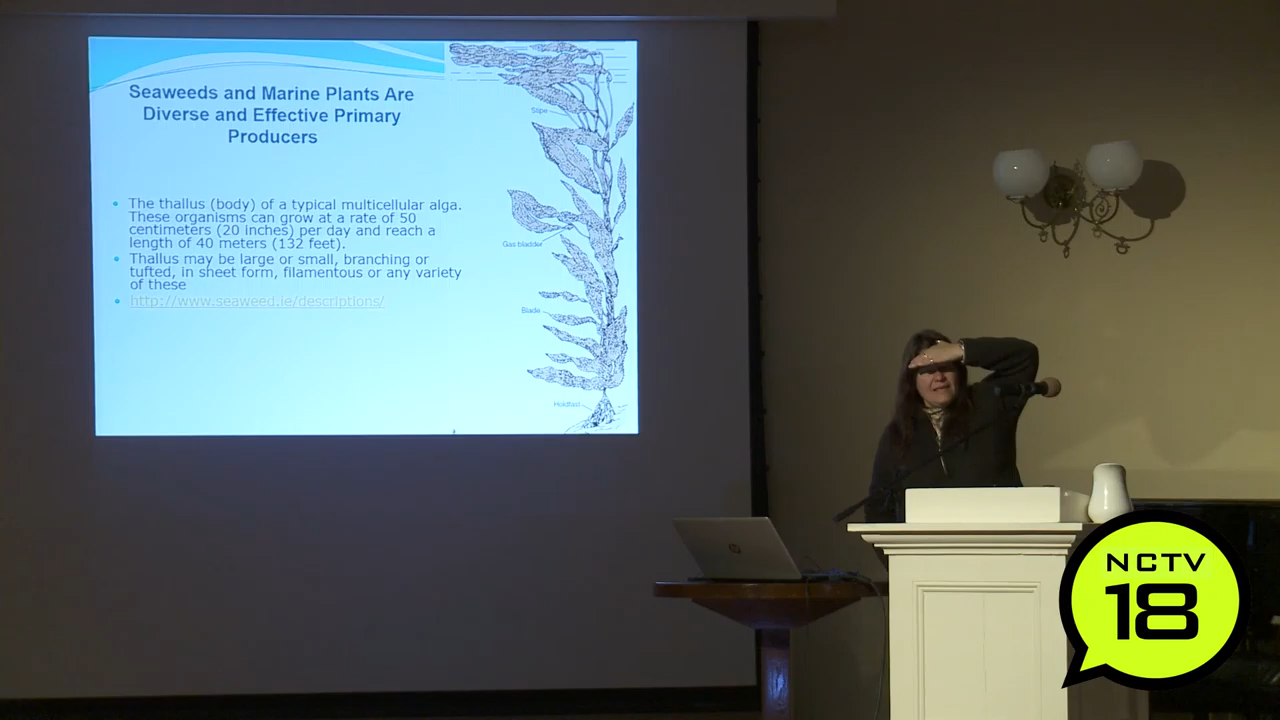 Seaweeds and Marine Plants Are
Diverse and Effective Primary
Producers
The thallus (body) of a typical multicellular alga.
These organisms can grow at a rate of 50
centimeters (20 inches) per day and reach a
length of 40 meters (132 feet).
Thallus may be large or small, branching or
tufted, in sheet form, filamentous or any variety
of these
http://www.seaweed.ie/descriptions/
Stipe
Gas bladder
Blade
Holdfast
NCTV
18